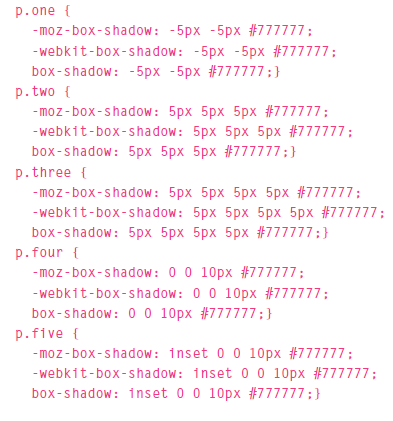 p.one {
-moz-box-shadow: -5px -5px #777777;
-webkit-box-shadow: -5px -5px #777777;
box-shadow: -5px -5px #777777;}
p.two {
-moz-box-shadow: 5px 5px 5px #777777;
-webkit-box-shadow: 5px 5px 5px #777777;
box-shadow: 5px 5px 5px #777777;}
p.three {
-moz-box-shadow: 5px 5px 5px 5px #777777;
-webkit-box-shadow: 5px 5px 5px 5px #777777;
box-shadow: 5px 5px 5px 5px #777777;}
p.four {
-moz-box-shadow: 0 0 10px #777777;
-webkit-box-shadow: 0 0 10px #777777;
box-shadow: 0 0 10px #777777;}
p.five {
-moz-box-shadow: inset 0 0 10px #777777;
-webkit-box-shadow: inset 0 0 10px #777777;
box-shadow: inset 0 0 10px #777777;}